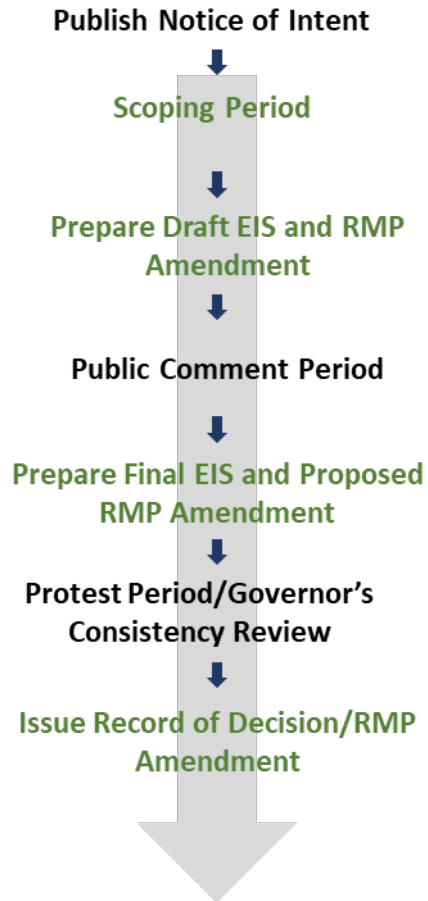 Publish Notice of Intent
Scoping Period
Prepare Draft EIS and RMP
Amendment
Public Comment Period
Prepare Final EIS and Proposed
RMP Amendment
Protest Period/Governor’s
Consistency Review
Issue Record of Decision/RMP
Amendment